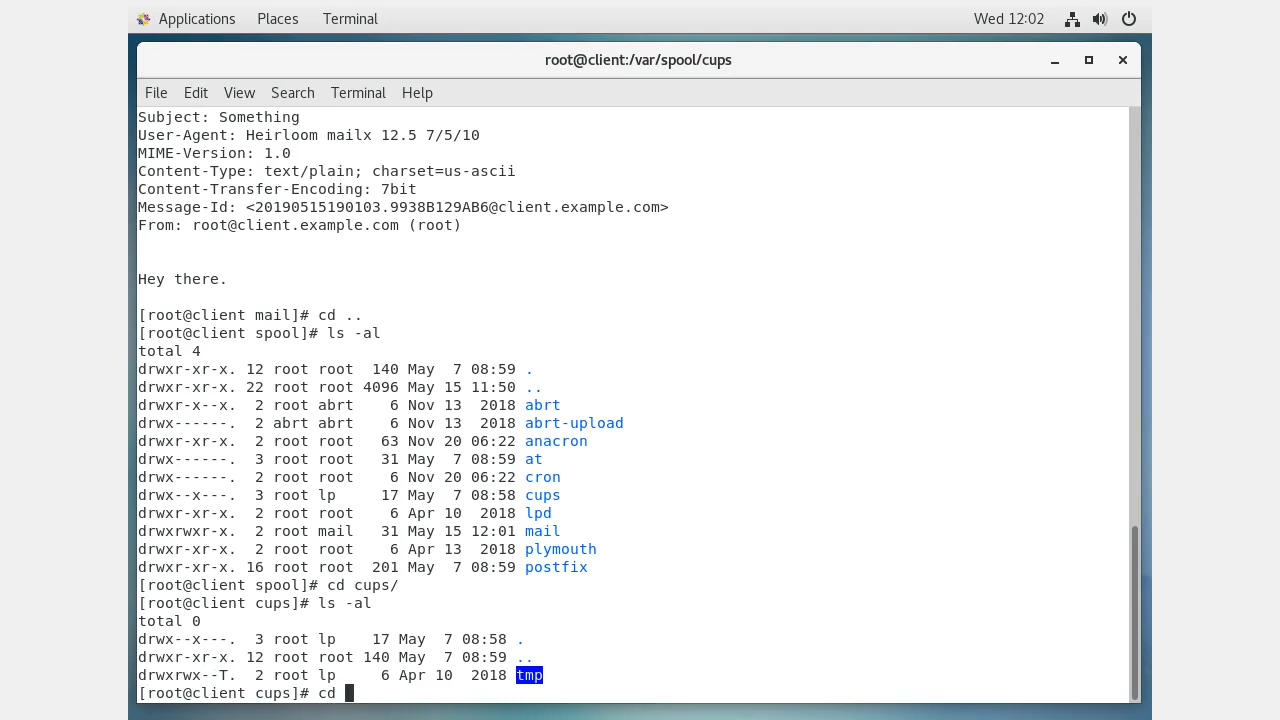 Applications Places Terminal Wed 12:02
root@client:/var/spool/cups
File Edit View Search Terminal Help
Subject: Something
User-Agent: Heirloom mailx 12.5 7/5/10
MIME-Version: 1.0
Content-Type: text/plain; charset=us-ascii
Content-Transfer-Encoding: 7bit
Message-Id: <20190515190103.9938B129AB6@client.example.com>
From: root@client.example.com (root)
Hey there.
[root@client mail]# cd ..
[root@client spool]# ls -al
total 4
drwxr-xr-x. 12 root root  140 May  7 08:59 .
drwxr-xr-x. 22 root root 4096 May 15 11:50 ..
drwxr-x--x.  2 root abrt    6 Nov 13  2018 abrt
drwx------.  2 abrt abrt    6 Nov 13  2018 abrt-upload
drwxr-xr-x.  2 root root   63 Nov 20 06:22 anacron
drwx------.  3 root root   31 May  7 08:59 at
drwx------.  2 root root    6 Nov 20 06:22 cron
drwx--x---.  3 root lp     17 May  7 08:58 cups
drwxr-xr-x.  2 root root    6 Apr 10  2018 lpd
drwxrwxr-x.  2 root mail   31 May 15 12:01 mail
drwxr-xr-x.  2 root root    6 Apr 13  2018 plymouth
drwxr-xr-x. 16 root root  201 May  7 08:59 postfix
[root@client spool]# cd cups/
[root@client cups]# ls -al
total 0
drwx--x---.  3 root lp    17 May  7 08:58 .
drwxr-xr-x. 12 root root 140 May  7 08:59 ..
drwxrwx--T.  2 root lp     6 Apr 10  2018 tmp
[root@client cups]# cd